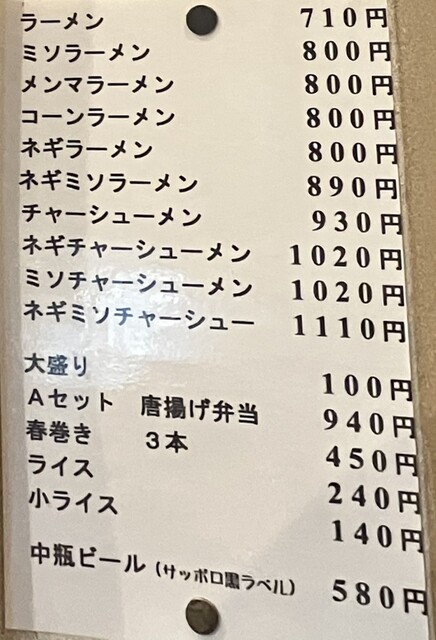 ラーメン 710円
ミソラーメン 800円
メンマラーメン 800円
コーンラーメン 800円
ネギラーメン 800円
ネギミソラーメン 890円
チャーシューメン 930円
ネギチャーシューメン 1020円
ミソチャーシューメン 1020円
ネギミソチャーシュー 1110円
大盛り 100円
Aセット 唐揚げ弁当 940円
春巻き 3本 450円
ライス 240円
小ライス 140円
中瓶ビール(サッポロ黒ラベル) 580円